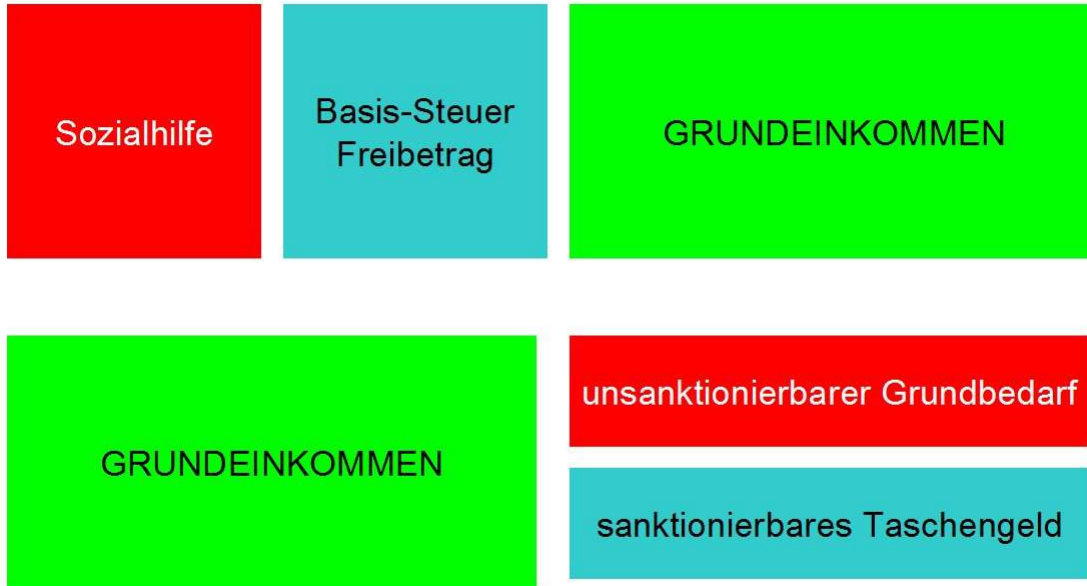 Sozialhilfe
Basis-Steuer
Freibetrag
GRUNDEINKOMMEN
GRUNDEINKOMMEN
unsanktionierbarer Grundbedarf
sanktionierbares Taschengeld